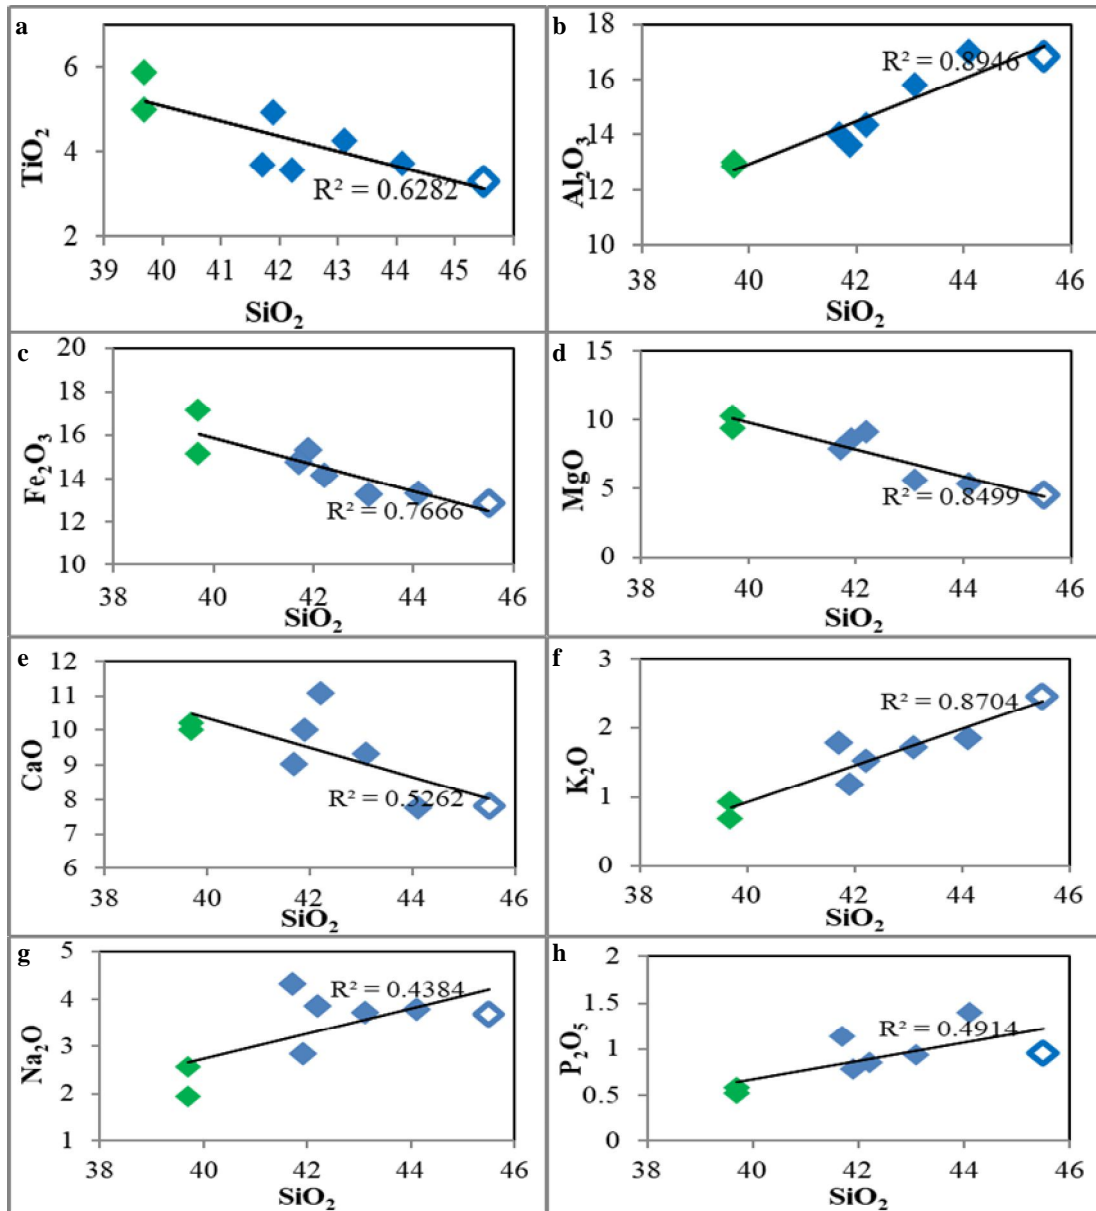 a
TiO₂
6
4
2
R² = 0.6282
39 40 41 42 43 44 45 46
SiO₂
b
Al₂O₃
18
16
14
12
10
R² = 0.8946
38 40 42 44 46
SiO₂
c
Fe₂O₃
20
18
16
14
12
10
R² = 0.7666
38 40 42 44 46
SiO₂
d
MgO
15
10
5
0
R² = 0.8499
38 40 42 44 46
SiO₂
e
CaO
12
11
10
9
8
7
6
R² = 0.5262
38 40 42 44 46
SiO₂
f
K₂O
3
2
1
0
R² = 0.8704
38 40 42 44 46
SiO₂
g
Na₂O
5
4
3
2
1
R² = 0.4384
38 40 42 44 46
SiO₂
h
P₂O₅
2
1.5
1
0.5
0
R² = 0.4914
38 40 42 44 46
SiO₂